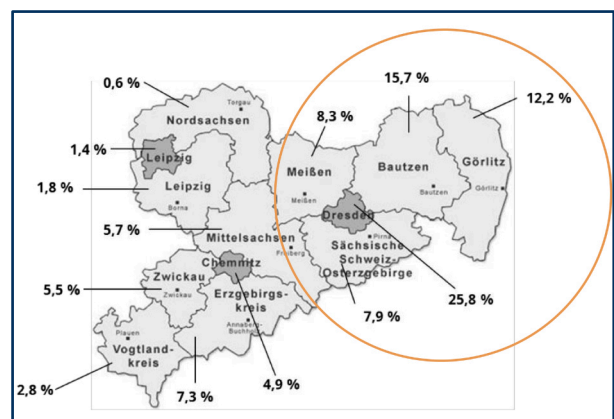 0,6 %
15,7 %
12,2 %
8,3 %
Torgau
Nordsachsen
1,4 %
Leipzig
Meißen
Bautzen
Görlitz
1,8 %
Leipzig
Meißen
Bautzen
Görlitz
Borna
Dresden
5,7 %
Mittelsachsen
Pirna
Freiberg
Sächsische
Schweiz-
Osterzgebirge
Chemnitz
Zwickau
5,5 %
Zwickau
Erzgebirgs-
kreis
7,9 %
25,8 %
Annaberg-
Buchholz
Plauen
Vogtland-
kreis
2,8 %
7,3 %
4,9 %